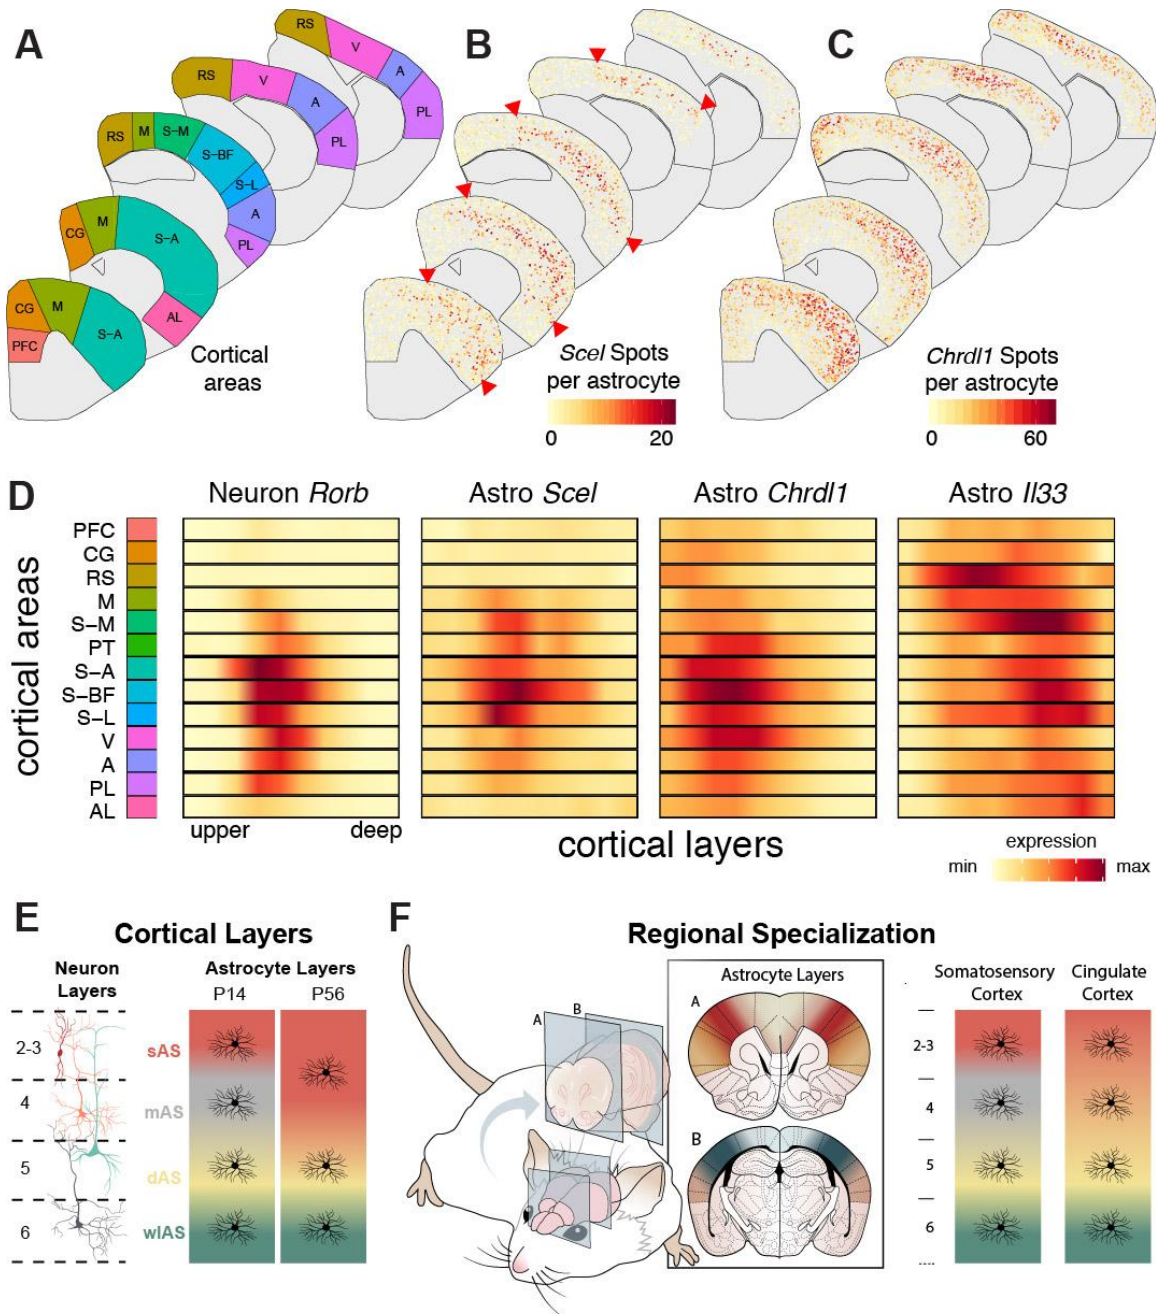 A
RS
V
A
PL
RS
V
A
PL
RS
M
S-M
S-BF
S-L
A
PL
CG
M
S-A
AL
CG
M
S-A
PFC
Cortical
areas
B
Scel Spots
per astrocyte
0 20
C
Chrdl1 Spots
per astrocyte
0 60
D
Neuron Rorb Astro Scel Astro Chrdl1 Astro Il33
cortical areas
PFC
CG
RS
M
S-M
PT
S-A
S-BF
S-L
V
A
PL
AL
upper deep
cortical layers
expression
min max
E
Cortical Layers
Neuron
Layers
Astrocyte Layers
P14 P56
2-3
4
5
6
sAS
mAS
dAS
wlAS
F
Regional Specialization
A
B
Astrocyte Layers
A
B
Somatosensory
Cortex
Cingulate
Cortex
2-3
4
5
6